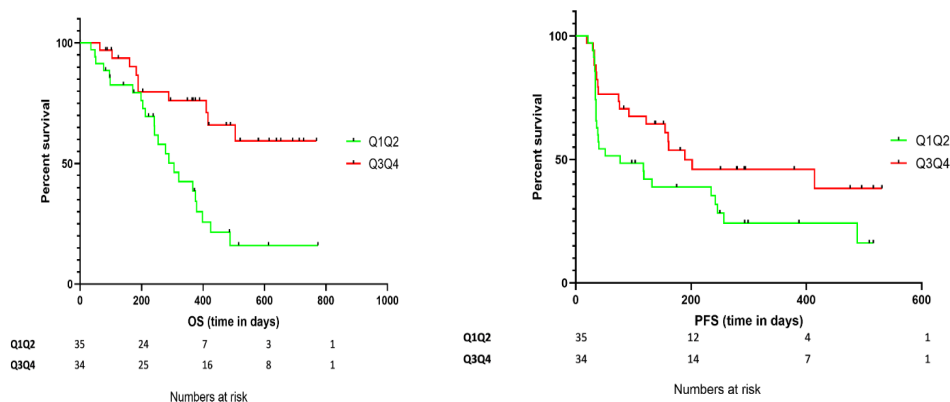 100
50
0
Percent survival
0 200 400 600 800 1000
OS (time in days)
Q1Q2
Q3Q4
Q1Q2 35 24 7 3 1
Q3Q4 34 25 16 8 1
Numbers at risk
100
50
0
Percent survival
0 200 400 600
PFS (time in days)
Q1Q2
Q3Q4
Q1Q2 35 12 4 1
Q3Q4 34 14 7 1
Numbers at risk